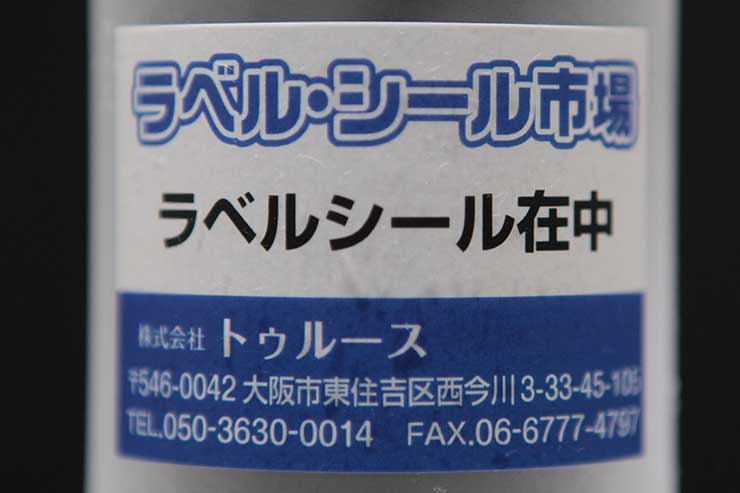 ラベル・シール市場
ラベルシール在中
株式会社 トゥルース
〒546-0042 大阪市東住吉区西今川3-33-45-105
TEL.050-3630-0014 FAX.06-6777-4797